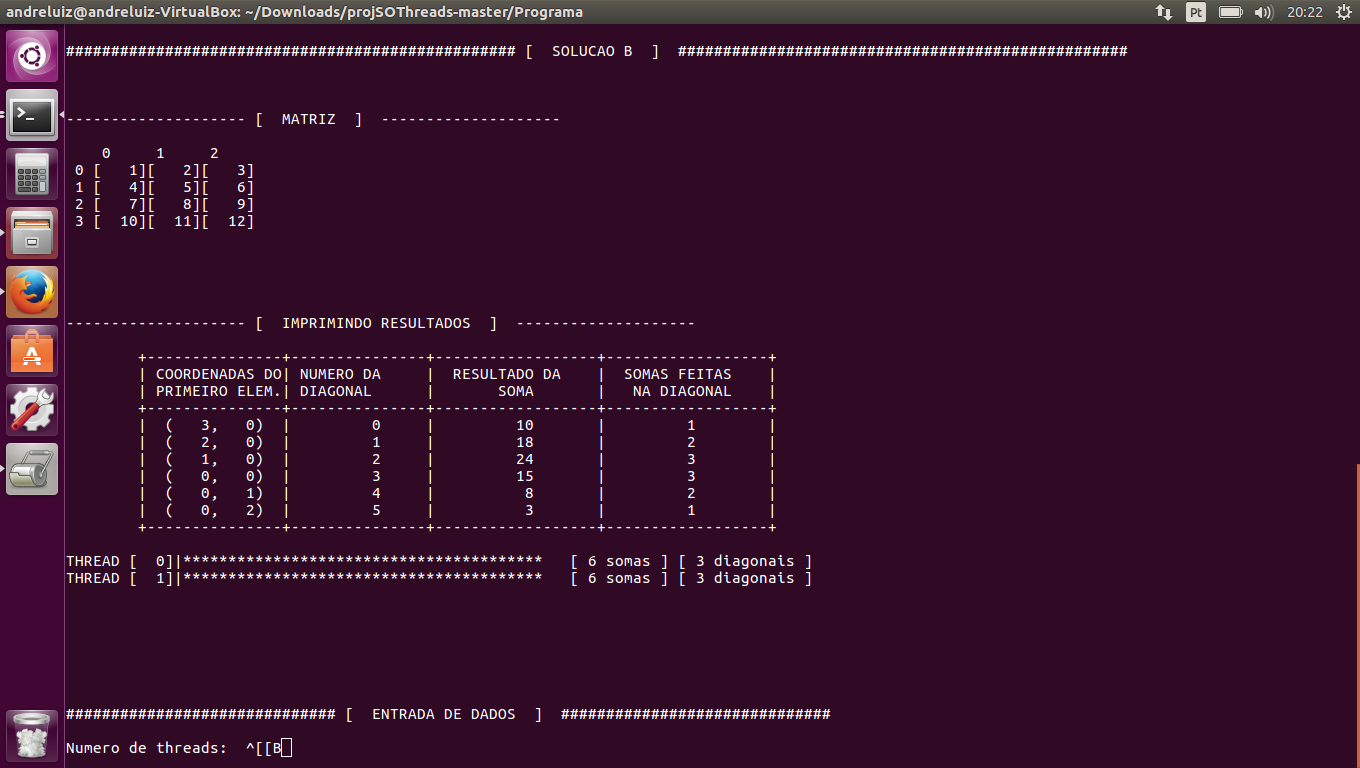 andreluiz@andreluiz-VirtualBox: ~/Downloads/projSOThreads-master/Programa Pt 20:22
################################################## [  SOLUCAO B  ]  ##################################################
-------------------- [  MATRIZ  ]  --------------------
    0     1     2
 0 [   1][   2][   3]
 1 [   4][   5][   6]
 2 [   7][   8][   9]
 3 [  10][  11][  12]
-------------------- [  IMPRIMINDO RESULTADOS  ]  --------------------
+---------------+---------------+------------------+------------------+
| COORDENADAS DO| NUMERO DA     |  RESULTADO DA    |  SOMAS FEITAS    |
| PRIMEIRO ELEM.| DIAGONAL      |       SOMA       |   NA DIAGONAL    |
+---------------+---------------+------------------+------------------+
|  (   3,   0)  |         0     |         10       |         1        |
|  (   2,   0)  |         1     |         18       |         2        |
|  (   1,   0)  |         2     |         24       |         3        |
|  (   0,   0)  |         3     |         15       |         3        |
|  (   0,   1)  |         4     |          8       |         2        |
|  (   0,   2)  |         5     |          3       |         1        |
+---------------+---------------+------------------+------------------+
THREAD [  0]|****************************************   [ 6 somas ] [ 3 diagonais ]
THREAD [  1]|****************************************   [ 6 somas ] [ 3 diagonais ]
############################## [  ENTRADA DE DADOS  ]  ##############################
Numero de threads:  ^[[B